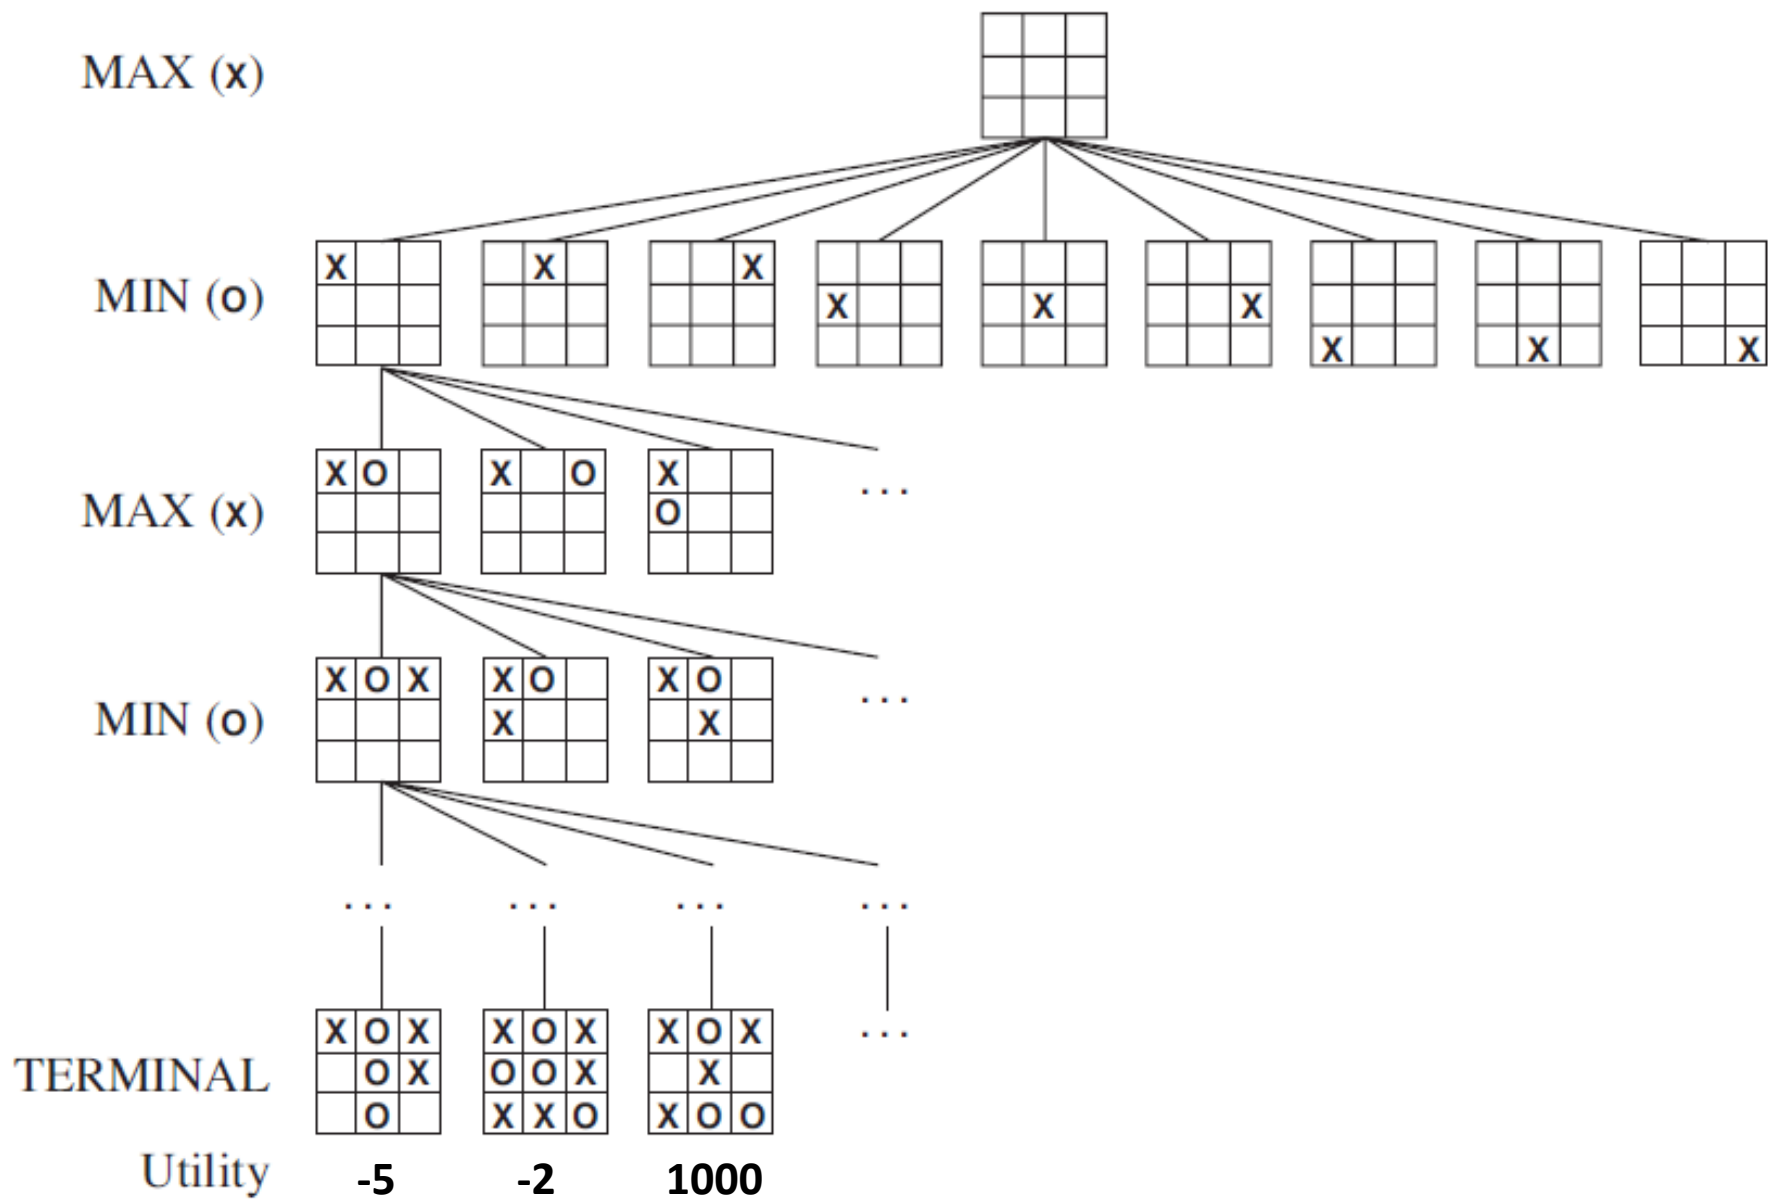 MAX (x)
MIN (o)
X X X X X X X X X
MAX (x)
X O
X O
X
O
. . .
MIN (o)
X O X
X O
X
X O
X
. . .
. . . . . . . . . . . .
TERMINAL
X O X
O X
O
X O X
O O X
X X O
X O X
X
X O O
. . .
Utility
-5 -2 1000